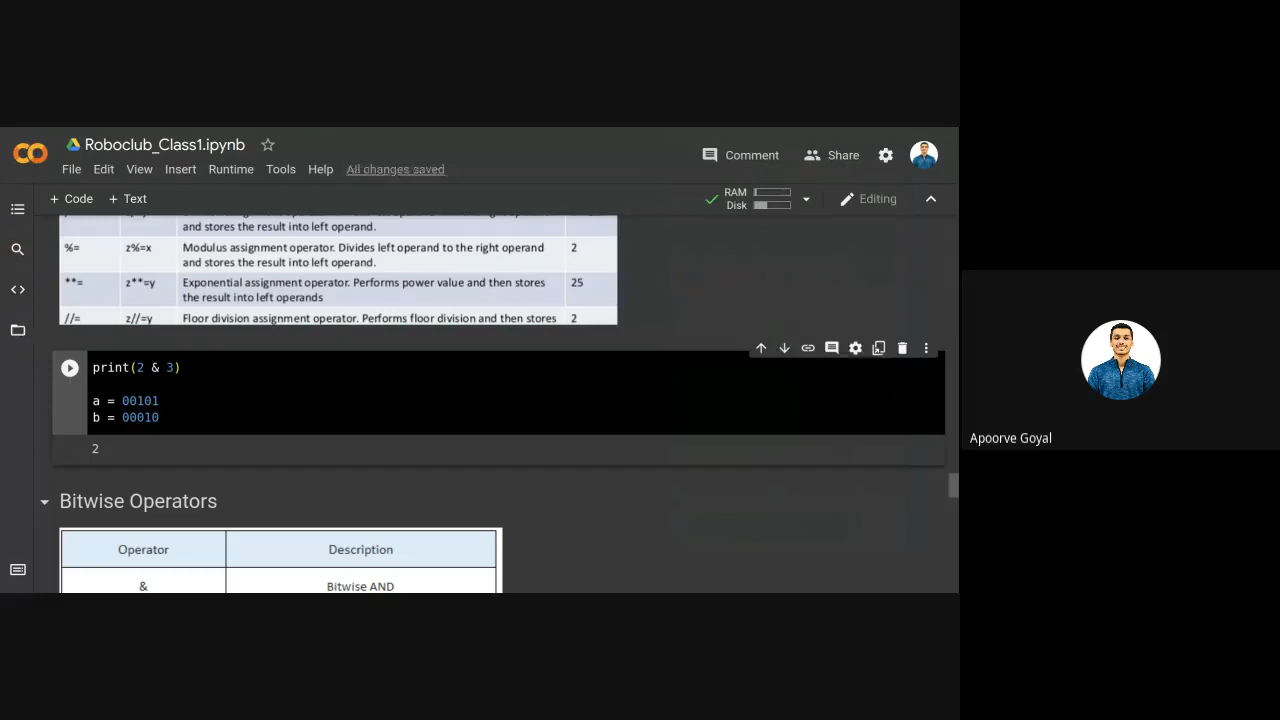 Roboclub_Class1.ipynb
Comment
Share
File Edit View Insert Runtime Tools Help All changes saved
+ Code + Text
RAM
Disk
Editing
and stores the result into left operand.
%= z%=x Modulus assignment operator. Divides left operand to the right operand 2
and stores the result into left operand.
**= z**=y Exponential assignment operator. Performs power value and then stores 25
the result into left operands
//= z//=y Floor division assignment operator. Performs floor division and then stores 2
print(2 & 3)
a = 00101
b = 00010
2
Bitwise Operators
Operator Description
& Bitwise AND
Apoorve Goyal